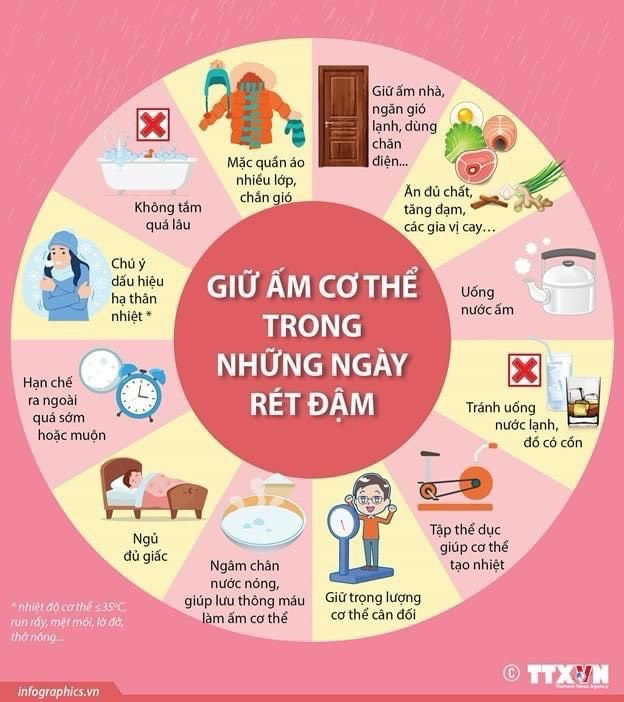 GIỮ ẤM CƠ THỂ
TRONG
NHỮNG NGÀY
RÉT ĐẬM
Mặc quần áo
nhiều lớp,
chắn gió
Giữ ấm nhà,
ngăn gió
lạnh, dùng
chăn
điện...
Ăn đủ chất,
tăng đạm,
các gia vị cay...
Uống
nước ấm
Tránh uống
nước lạnh,
đồ có cồn
Tập thể dục
giúp cơ thể
tạo nhiệt
Giữ trọng lượng
cơ thể cân đối
Ngâm chân
nước nóng,
giúp lưu thông máu
làm ấm cơ thể
Ngủ
đủ giấc
Hạn chế
ra ngoài
quá sớm
hoặc muộn
Chú ý
dấu hiệu
hạ thân
nhiệt *
Không tắm
quá lâu
* nhiệt độ cơ thể ≤35°C,
run rẩy, mệt mỏi, lờ đờ,
thở nông...
© TTXVN
Vietnam News Agency
infographics.vn